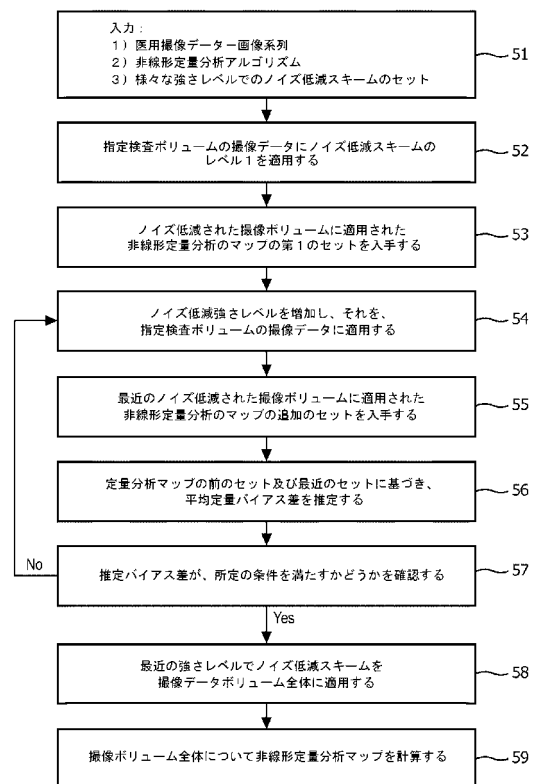 入力：
1）医用撮像データー画像系列
2）非線形定量分析アルゴリズム
3）様々な強さレベルでのノイズ低減スキームのセット
51
指定検査ボリュームの撮像データにノイズ低減スキームの
レベル1を適用する
52
ノイズ低減された撮像ボリュームに適用された
非線形定量分析のマップの第1のセットを入手する
53
ノイズ低減強さレベルを増加し、それを、
指定検査ボリュームの撮像データに適用する
54
最近のノイズ低減された撮像ボリュームに適用された
非線形定量分析のマップの追加のセットを入手する
55
定量分析マップの前のセット及び最近のセットに基づき、
平均定量バイアス差を推定する
56
推定バイアス差が、所定の条件を満たすかどうかを確認する
57
No
Yes
最近の強さレベルでノイズ低減スキームを
撮像データボリューム全体に適用する
58
撮像ボリューム全体について非線形定量分析マップを計算する
59